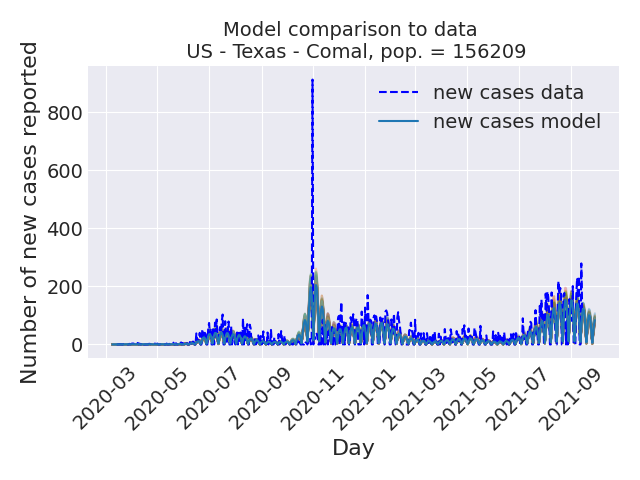 Model comparison to data
US - Texas - Comal, pop. = 156209
Number of new cases reported
800
600
400
200
0
new cases data
new cases model
2020-03
2020-05
2020-07
2020-09
2020-11
2021-01
2021-03
2021-05
2021-07
2021-09
Day